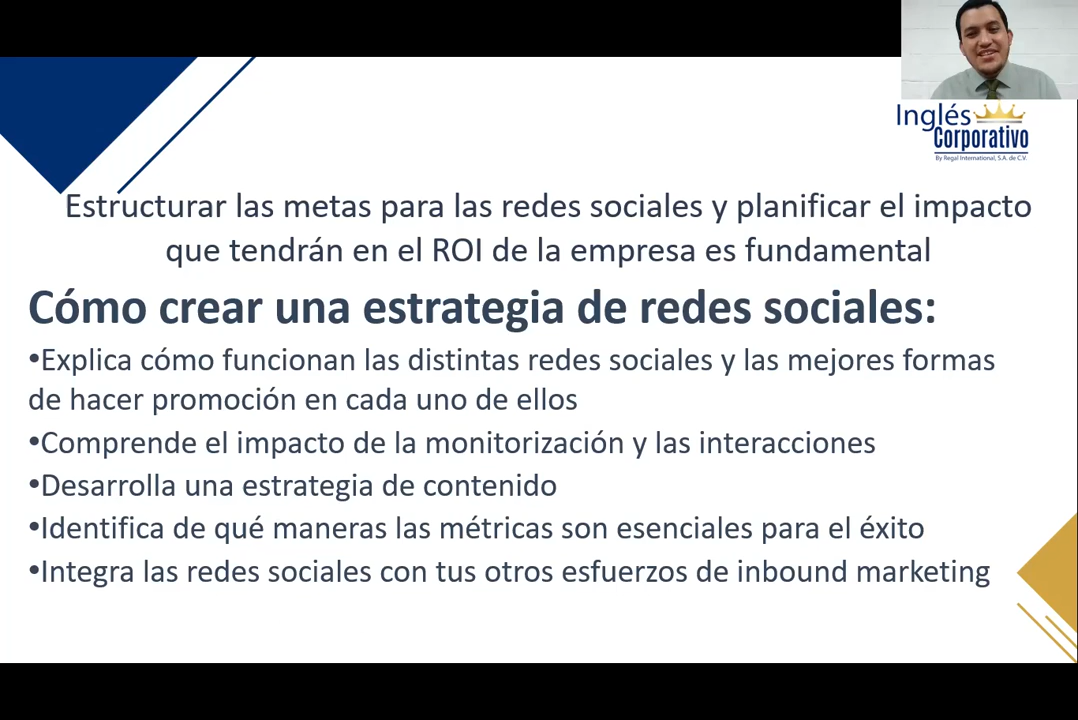 Inglés
Corporativo
By Regal International, S.A. de C.V.
Estructurar las metas para las redes sociales y planificar el impacto
que tendrán en el ROI de la empresa es fundamental
Cómo crear una estrategia de redes sociales:
•Explica cómo funcionan las distintas redes sociales y las mejores formas
de hacer promoción en cada uno de ellos
•Comprende el impacto de la monitorización y las interacciones
•Desarrolla una estrategia de contenido
•Identifica de qué maneras las métricas son esenciales para el éxito
•Integra las redes sociales con tus otros esfuerzos de inbound marketing